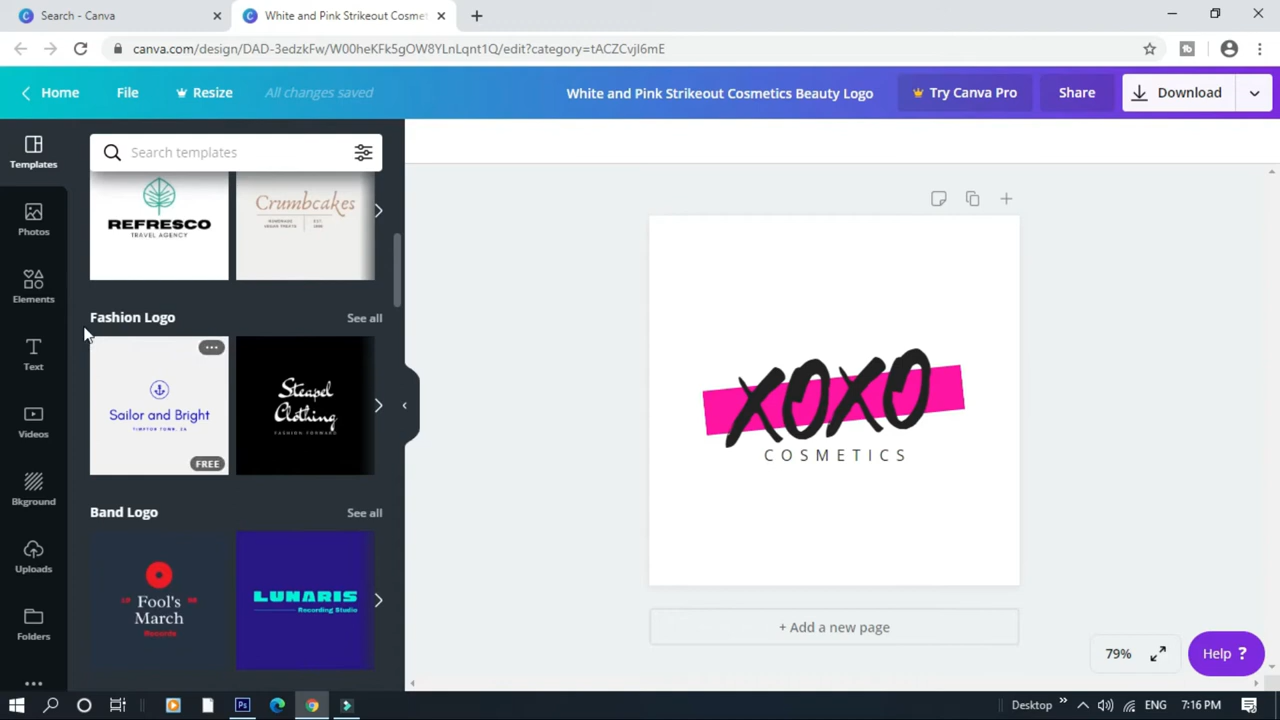 Search - Canva
White and Pink Strikeout Cosmet
canva.com/design/DAD-3edzkFw/W00heKFk5gOW8YLnLqnt1Q/edit?category=tACZCvjI6mE
Home
File
Resize
All changes saved
White and Pink Strikeout Cosmetics Beauty Logo
Try Canva Pro
Share
Download
Templates
Photos
Elements
Text
Videos
Bkground
Uploads
Folders
Search templates
REFRESCO
TRAVEL AGENCY
Crumbcakes
Fashion Logo
See all
Sailor and Bright
FREE
Steapel
Clothing
FASHION FORWARD
Band Logo
See all
Fool's
March
Records
LUNARIS
Recording Studio
XOXO
COSMETICS
+ Add a new page
79%
Help ?
Desktop
ENG
7:16 PM